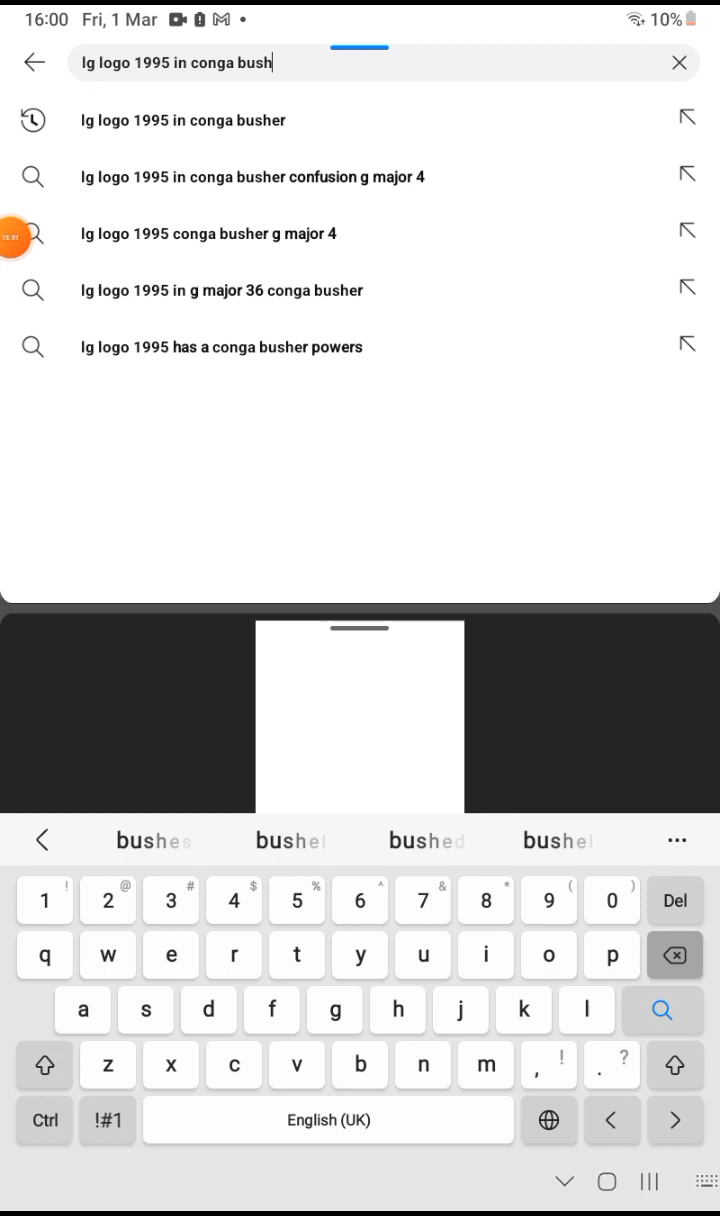 16:00 Fri, 1 Mar 10%
lg logo 1995 in conga bush
lg logo 1995 in conga busher
lg logo 1995 in conga busher confusion g major 4
15:01
lg logo 1995 conga busher g major 4
lg logo 1995 in g major 36 conga busher
lg logo 1995 has a conga busher powers
bushes bushel bushed bushel
! @ # $ % ^ & * ( )
1 2 3 4 5 6 7 8 9 0 Del
q w e r t y u i o p
a s d f g h j k l
z x c v b n m , ! . ?
Ctrl !#1 English (UK) < >